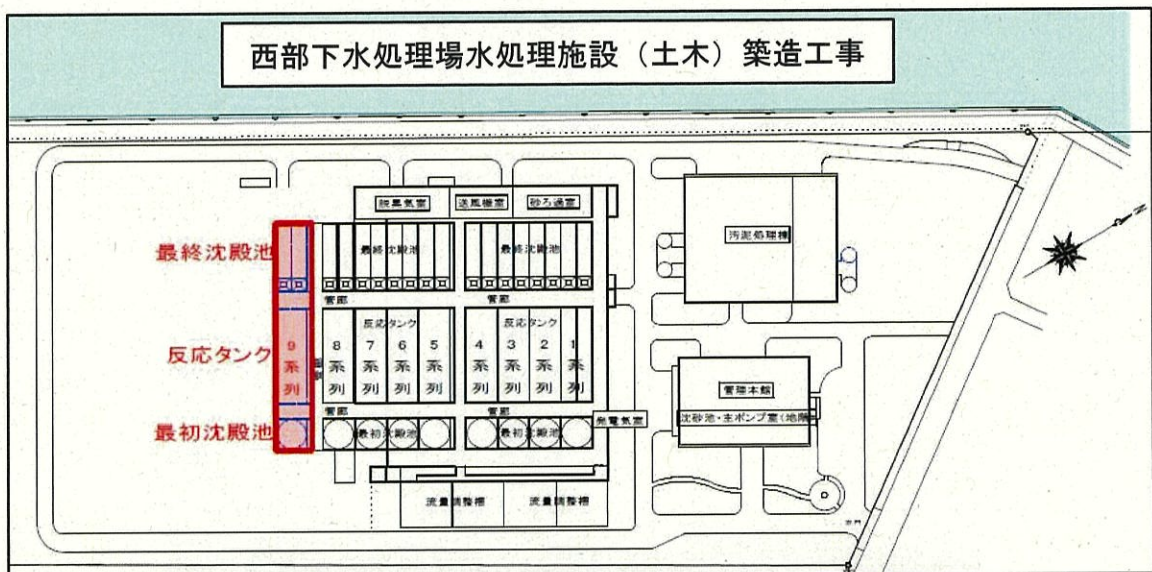 西部下水処理場水処理施設（土木）築造工事
脱臭気室
送風機室
砂ろ過室
汚泥処理棟
N
最終沈殿池
最終沈殿池
最終沈殿池
管廊
管廊
反応タンク
反応タンク
反応タンク
9系列
8系列
7系列
6系列
5系列
4系列
3系列
2系列
1系列
管廊
管廊
管理本館
沈砂池・主ポンプ室(地階)
発電気室
最初沈殿池
最初沈殿池
最初沈殿池
流量調整槽
流量調整槽